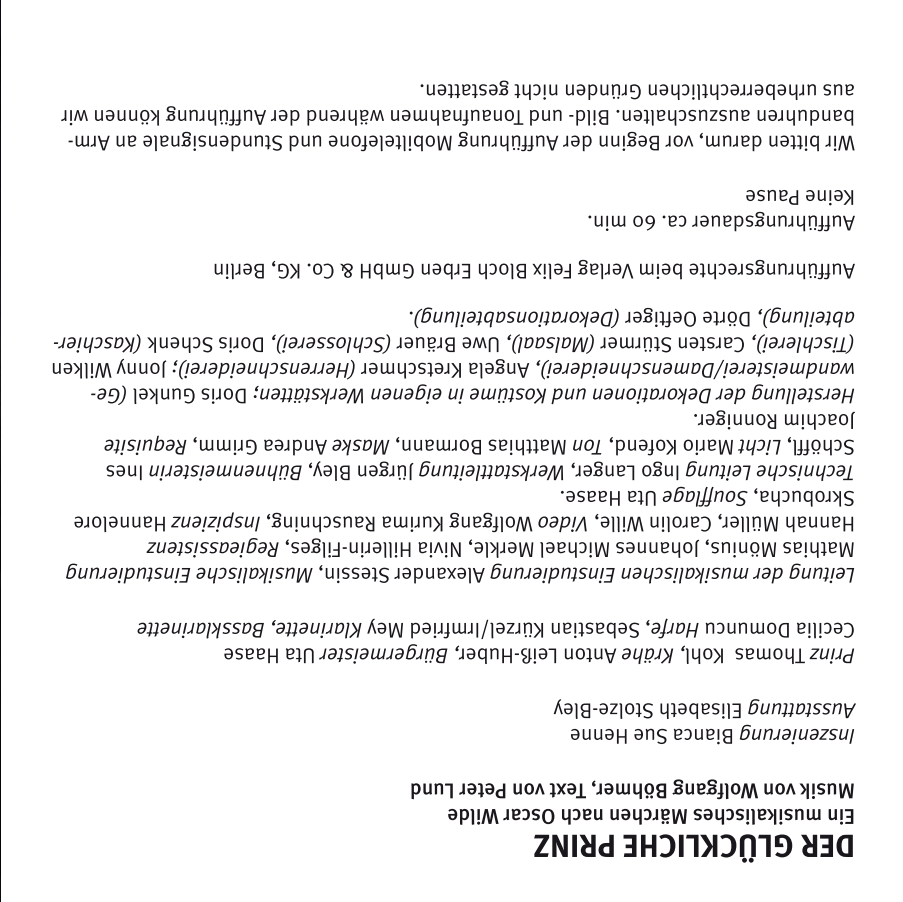 DER GLÜCKLICHE PRINZ
Ein musikalisches Märchen nach Oscar Wilde
Musik von Wolfgang Böhmer, Text von Peter Lund
Inszenierung Bianca Sue Henne
Ausstattung Elisabeth Stolze-Bley
Prinz Thomas Kohl, Krähe Anton Leiß-Huber, Bürgermeister Uta Haase
Cecilia Domuncu Harfe, Sebastian Kürzel/Irmfried Mey Klarinette, Bassklarinette
Leitung der musikalischen Einstudierung Alexander Stessin, Musikalische Einstudierung
Matthias Mönius, Johannes Michael Merkle, Nivia Hillerin-Filges, Regieassistenz
Hannah Müller, Carolin Wille, Video Wolfgang Kurima Rauschning, Inspizienz Hannelore
Skrobucha, Soufflage Uta Haase.
Technische Leitung Ingo Langer, Werkstattleitung Jürgen Bley, Bühnenmeisterin Ines
Schöffl, Licht Mario Kofend, Ton Matthias Bormann, Maske Andrea Grimm, Requisite
Joachim Ronniger.
Herstellung der Dekorationen und Kostüme in eigenen Werkstätten; Doris Gunkel (Ge-
wandmeisterei/Damenschneiderei), Angela Kretschmer (Herrenschneiderei); Jonny Wilken
(Tischlerei), Carsten Stürmer (Malsaal), Uwe Bräuer (Schlosserei), Doris Schenk (Kaschier-
abteilung), Dörte Oeftiger (Dekorationsabteilung).
Aufführungsrechte beim Verlag Felix Bloch Erben GmbH & Co. KG, Berlin
Aufführungsdauer ca. 60 min.
Keine Pause
Wir bitten darum, vor Beginn der Aufführung Mobiltelefone und Stundensignale an Arm-
banduhren auszuschalten. Bild- und Tonaufnahmen während der Aufführung können wir
aus urheberrechtlichen Gründen nicht gestatten.